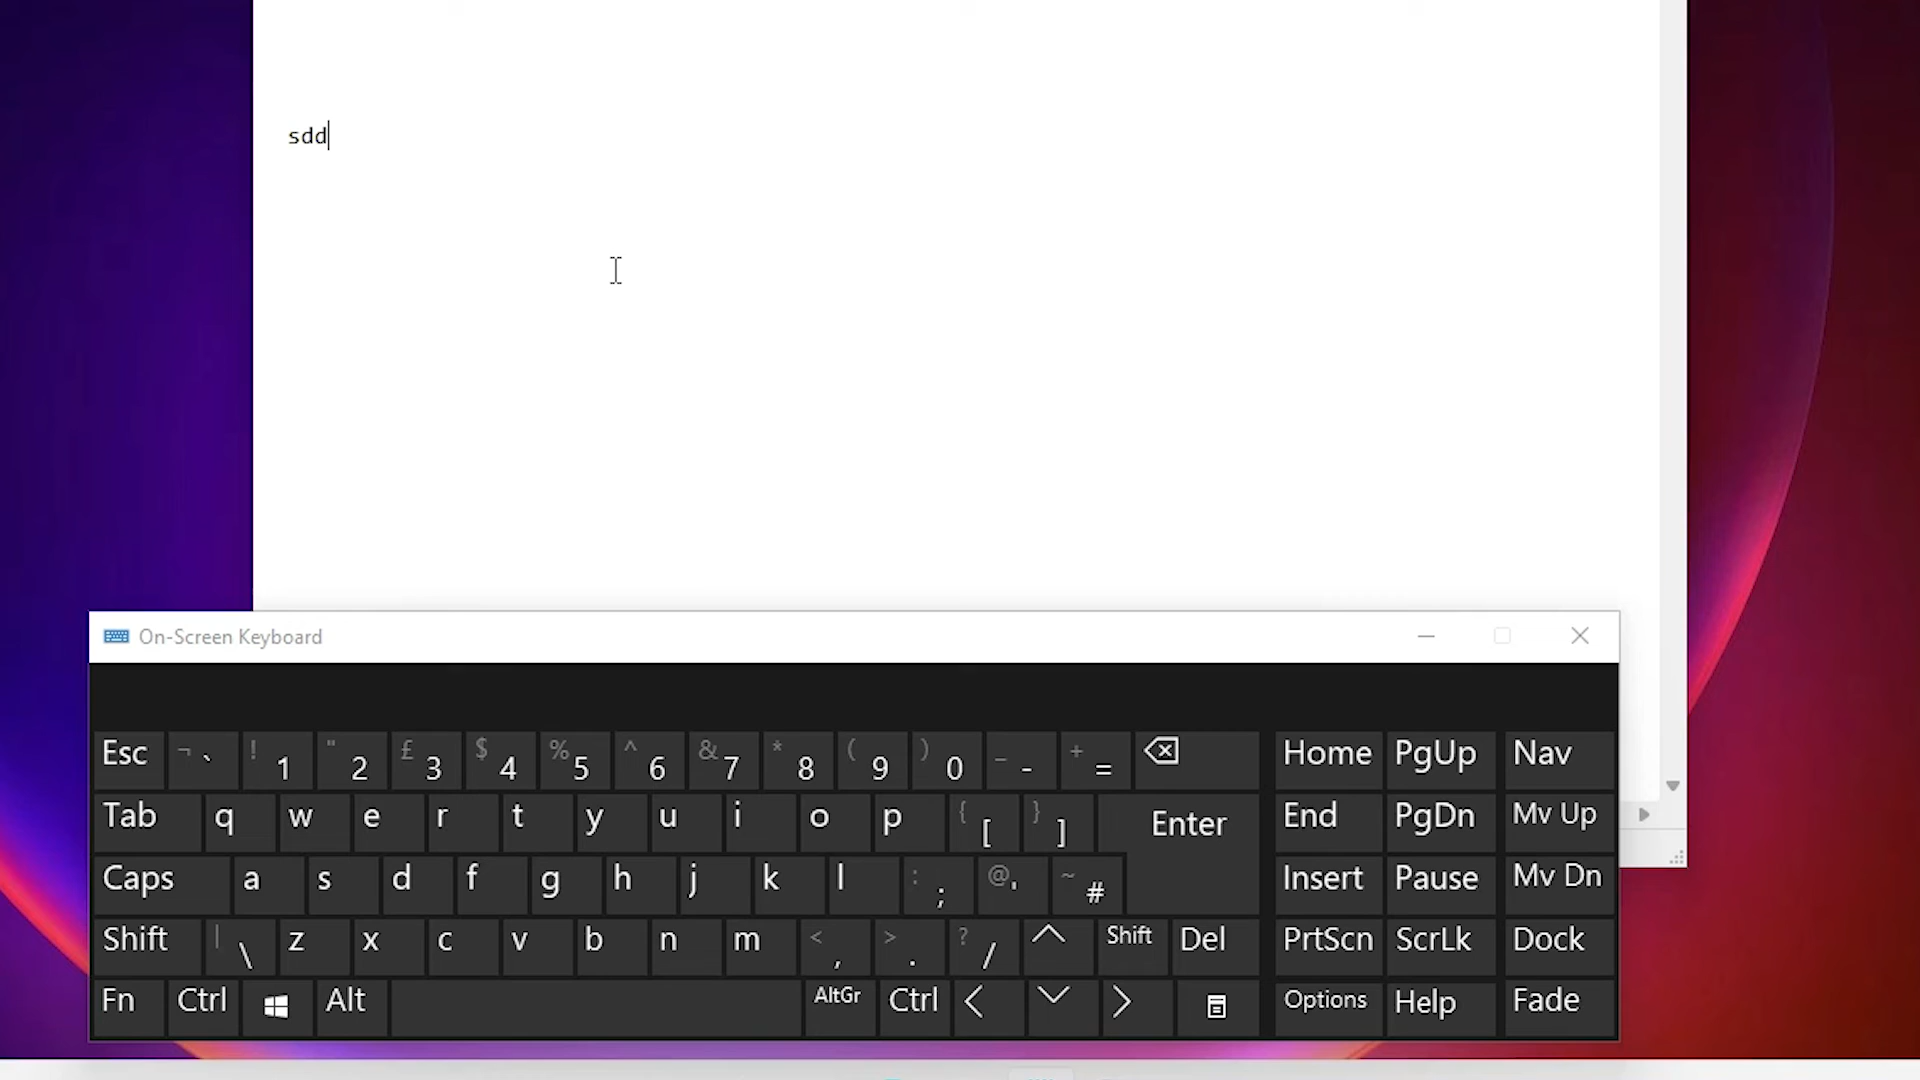 sdd
On-Screen Keyboard
Esc ¬ ` ! 1 " 2 £ 3 $ 4 % 5 ^ 6 & 7 * 8 ( 9 ) 0 _ - + = Home PgUp Nav
Tab q w e r t y u i o p { [ } ] Enter End PgDn Mv Up
Caps a s d f g h j k l : ; @ ' ~ # Insert Pause Mv Dn
Shift | \ z x c v b n m < , > . ? / Shift Del PrtScn ScrLk Dock
Fn Ctrl Alt AltGr Ctrl Options Help Fade